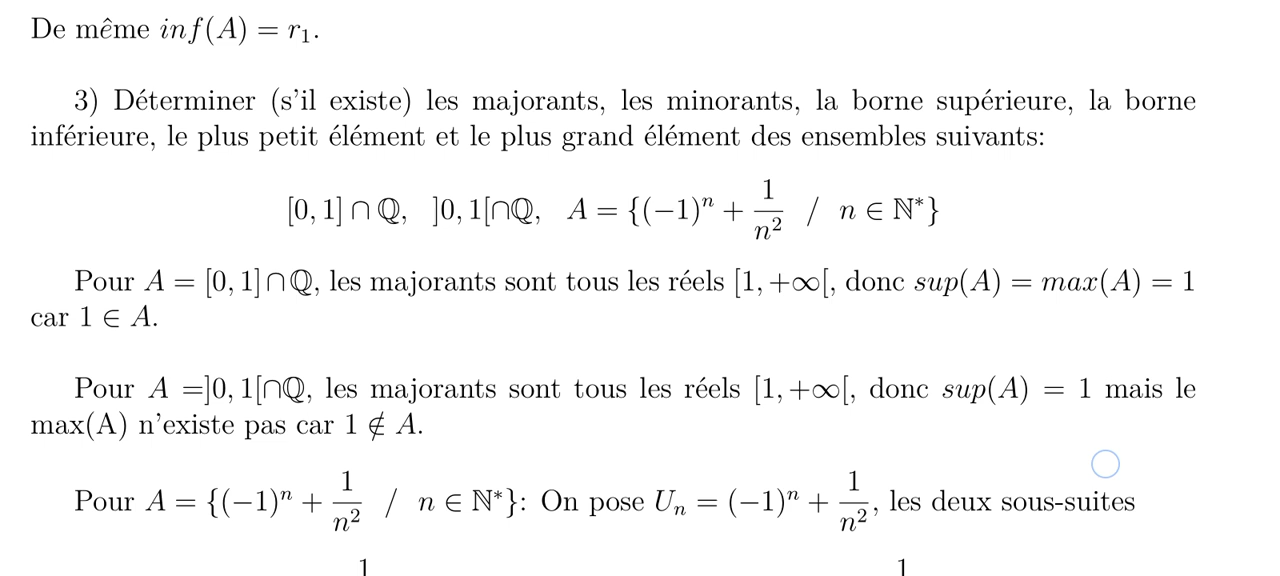 De même inf(A) = r₁.
3) Déterminer (s'il existe) les majorants, les minorants, la borne supérieure, la borne
inférieure, le plus petit élément et le plus grand élément des ensembles suivants:
[0, 1] ∩ ℚ, ]0, 1[∩ℚ, A = {(−1)ⁿ + 1/n² / n ∈ ℕ*}
Pour A = [0, 1]∩ℚ, les majorants sont tous les réels [1, +∞[, donc sup(A) = max(A) = 1
car 1 ∈ A.
Pour A =]0, 1[∩ℚ, les majorants sont tous les réels [1, +∞[, donc sup(A) = 1 mais le
max(A) n'existe pas car 1 ∉ A.
Pour A = {(−1)ⁿ + 1/n² / n ∈ ℕ*}: On pose Uₙ = (−1)ⁿ + 1/n², les deux sous-suites
1 1